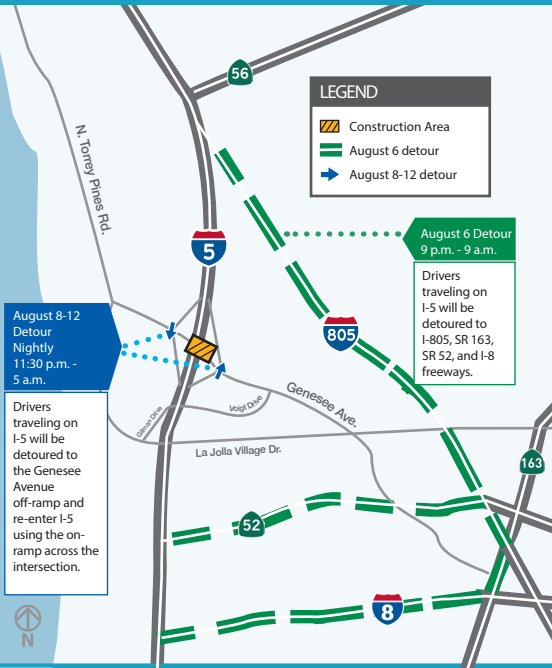 56
LEGEND
Construction Area
August 6 detour
August 8-12 detour
N. Torrey Pines Rd.
5
August 6 Detour
9 p.m. - 9 a.m.
Drivers
traveling on
I-5 will be
detoured to
I-805, SR 163,
SR 52, and I-8
freeways.
805
August 8-12
Detour
Nightly
11:30 p.m. -
5 a.m.
Drivers
traveling on
I-5 will be
detoured to
the Genesee
Avenue
off-ramp and
re-enter I-5
using the on-
ramp across the
intersection.
Genesee Ave.
Voigt Drive
Gilman Drive
La Jolla Village Dr.
163
52
8
N